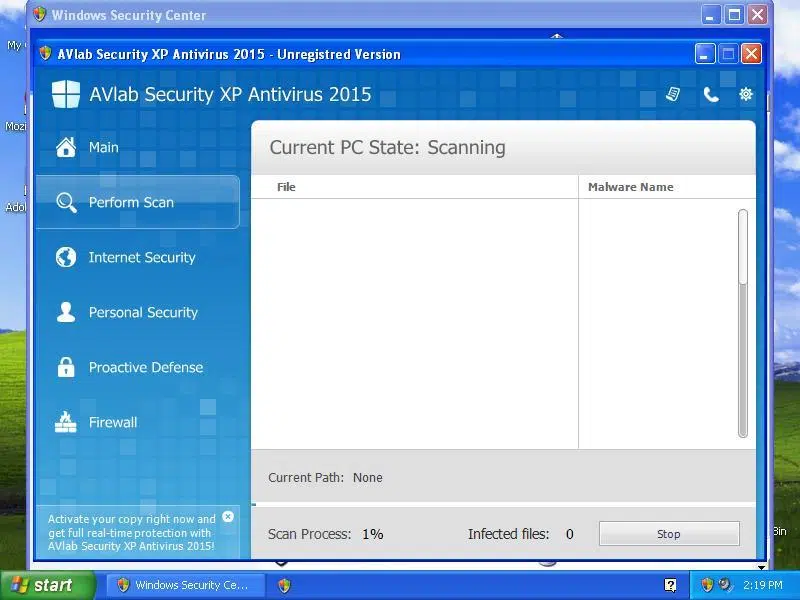 Windows Security Center
My
AVlab Security XP Antivirus 2015 - Unregistred Version
AVlab Security XP Antivirus 2015
Main
Current PC State: Scanning
Mozi
File
Malware Name
Perform Scan
Internet Security
Personal Security
Proactive Defense
Firewall
Current Path: None
Activate your copy right now and
get full real-time protection with
AVlab Security XP Antivirus 2015!
Scan Process: 1%
Infected files: 0
Stop
Bin
start
Windows Security Ce...
2:19 PM